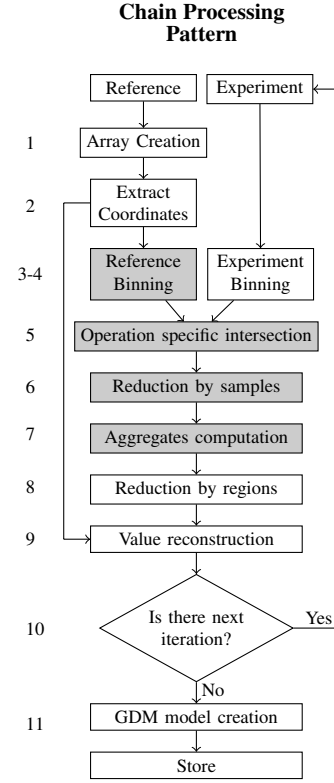 Chain Processing
Pattern
Reference
Experiment
1
Array Creation
2
Extract
Coordinates
3-4
Reference
Binning
Experiment
Binning
5
Operation specific intersection
6
Reduction by samples
7
Aggregates computation
8
Reduction by regions
9
Value reconstruction
10
Is there next
iteration?
Yes
No
11
GDM model creation
Store